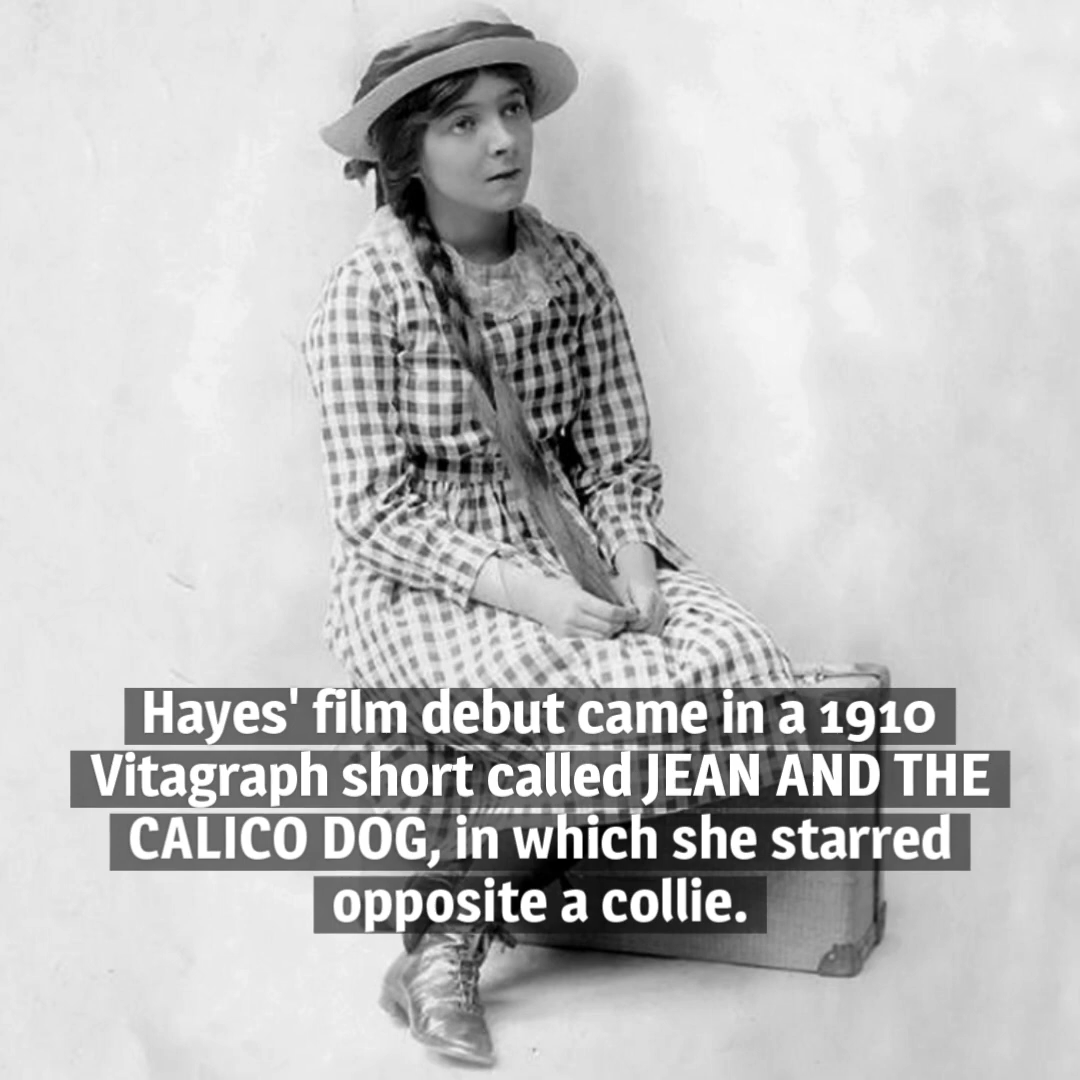 Hayes' film debut came in a 1910
Vitagraph short called JEAN AND THE
CALICO DOG, in which she starred
opposite a collie.